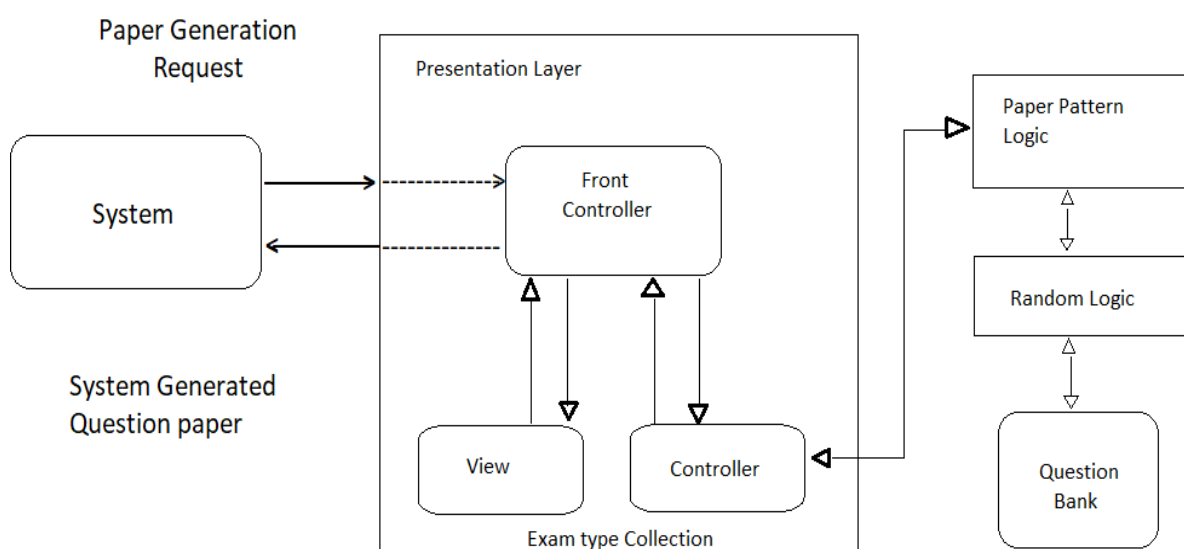 Paper Generation
Request
Presentation Layer
Paper Pattern
Logic
Front
Controller
System
Random Logic
System Generated
Question paper
View
Controller
Question
Bank
Exam type Collection